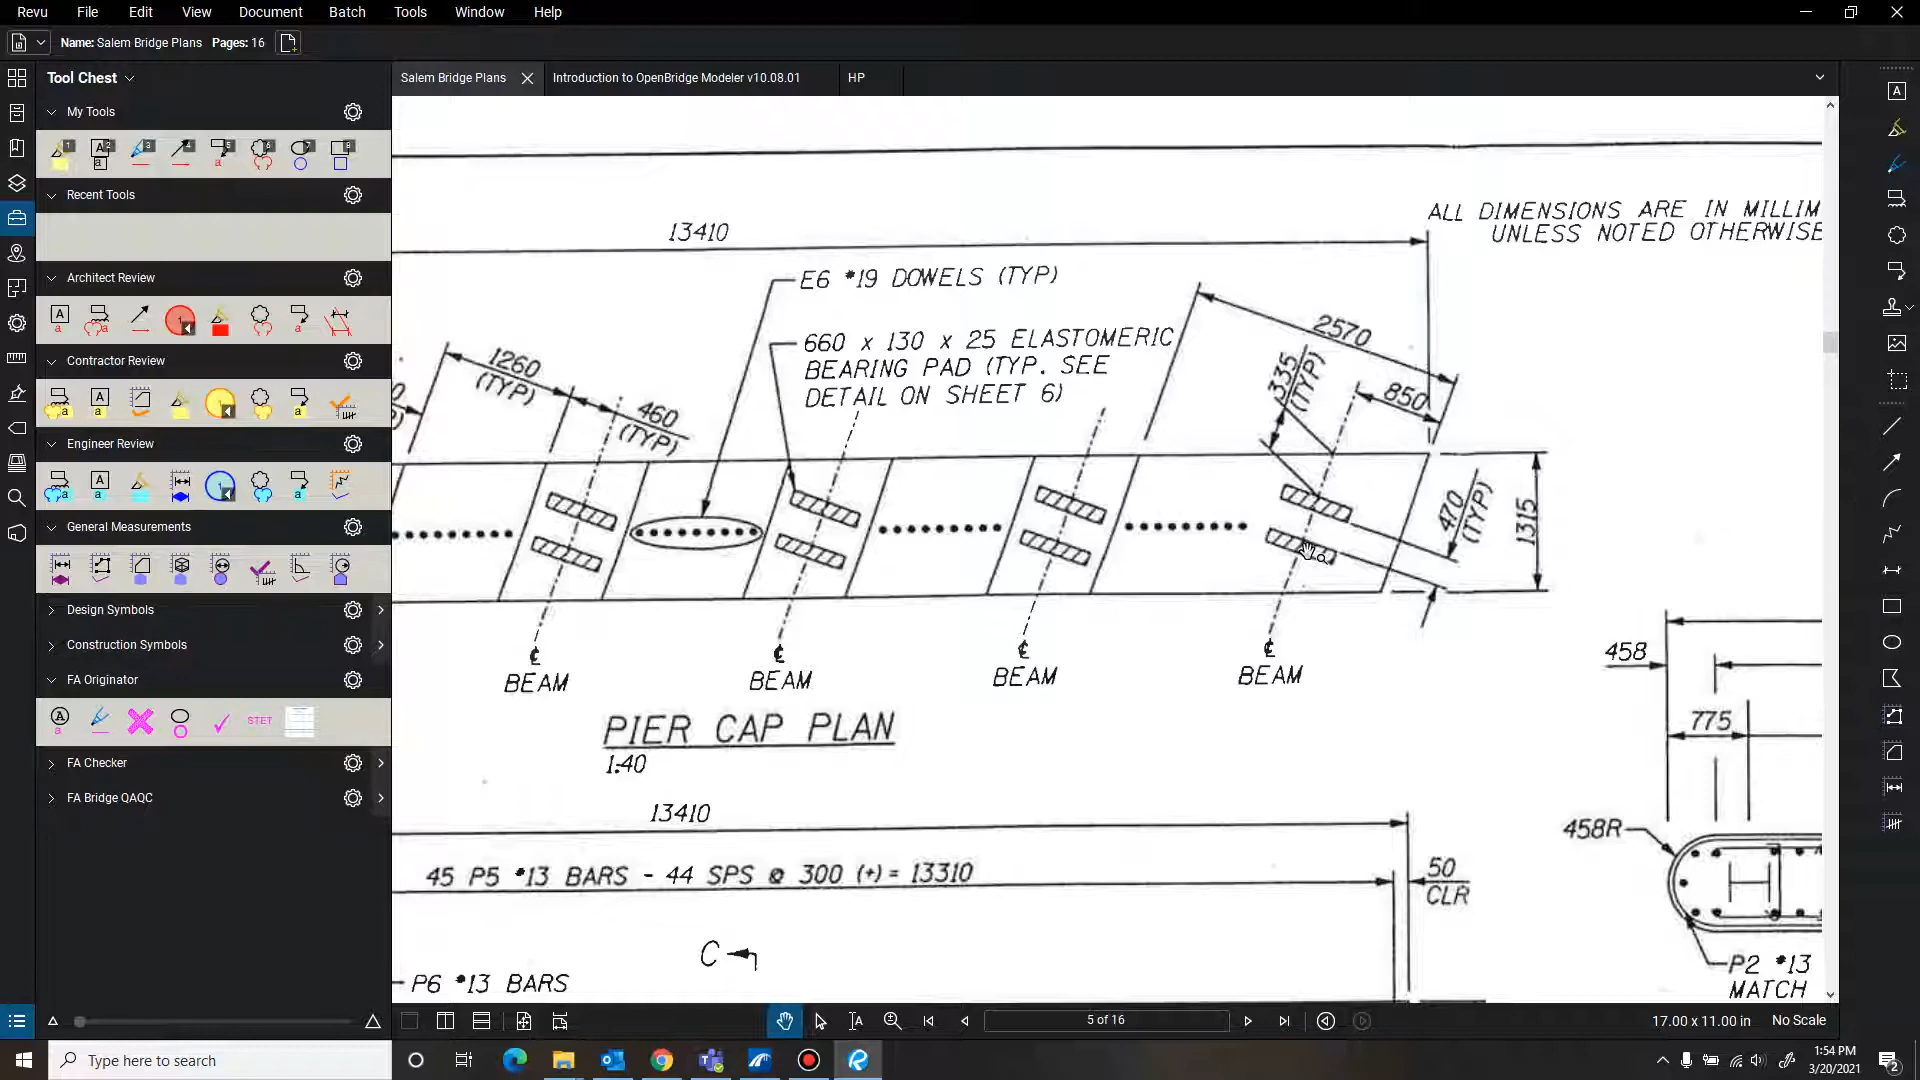 Revu File Edit View Document Batch Tools Window Help
Name: Salem Bridge Plans Pages: 16
Tool Chest
Salem Bridge Plans
Introduction to OpenBridge Modeler v10.08.01
HP
My Tools
Recent Tools
Architect Review
Contractor Review
Engineer Review
General Measurements
Design Symbols
Construction Symbols
FA Originator
STET
FA Checker
FA Bridge QAQC
ALL DIMENSIONS ARE IN MILLIM
UNLESS NOTED OTHERWISE
13410
E6 #19 DOWELS (TYP)
660 x 130 x 25 ELASTOMERIC
BEARING PAD (TYP. SEE
DETAIL ON SHEET 6)
1260
(TYP)
460
(TYP)
2570
335
(TYP)
850
470
(TYP)
1315
℄
BEAM
℄
BEAM
℄
BEAM
℄
BEAM
PIER CAP PLAN
1:40
458
775
458R
P2 #13
MATCH
13410
45 P5 #13 BARS - 44 SPS @ 300 (+) = 13310
50
CLR
C
P6 #13 BARS
5 of 16
17.00 x 11.00 in No Scale
Type here to search
1:54 PM
3/20/2021
2